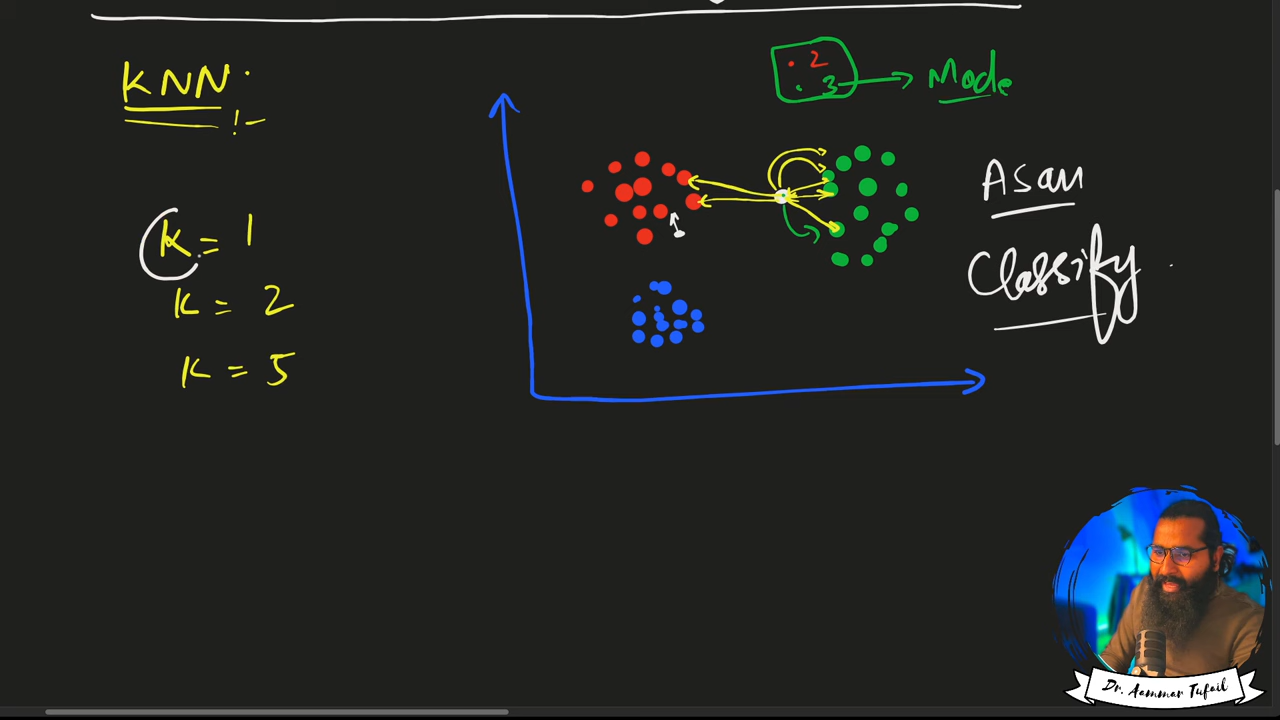 KNN.
!-
K = 1
K = 2
K = 5
. 2
. 3 → Mode
Asan
Classify
Dr. Aammar Tufail